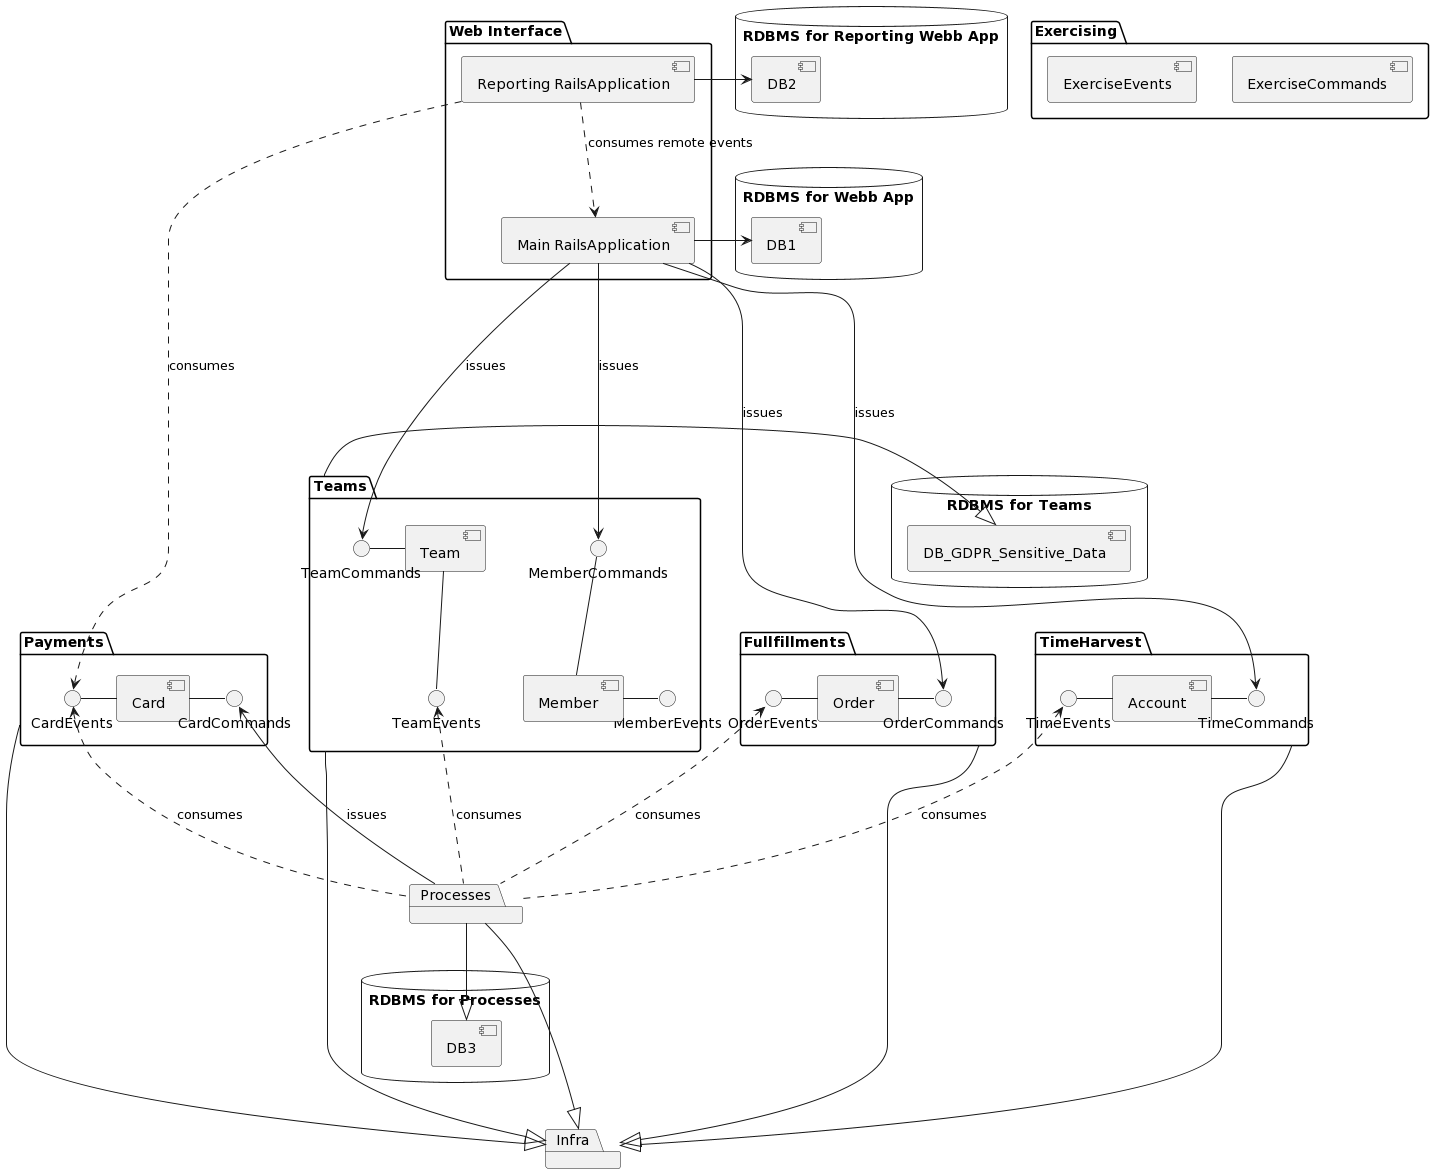 Web Interface
RDBMS for Reporting Webb App
Exercising
Reporting RailsApplication
DB2
ExerciseEvents
ExerciseCommands
consumes remote events
RDBMS for Webb App
Main RailsApplication
DB1
consumes
issues
issues
issues
issues
Teams
RDBMS for Teams
Team
DB_GDPR_Sensitive_Data
TeamCommands
MemberCommands
Payments
Fullfillments
TimeHarvest
Card
Member
Order
Account
CardEvents
CardCommands
TeamEvents
MemberEvents
OrderEvents
OrderCommands
TimeEvents
TimeCommands
consumes
issues
consumes
consumes
consumes
Processes
RDBMS for Processes
DB3
Infra